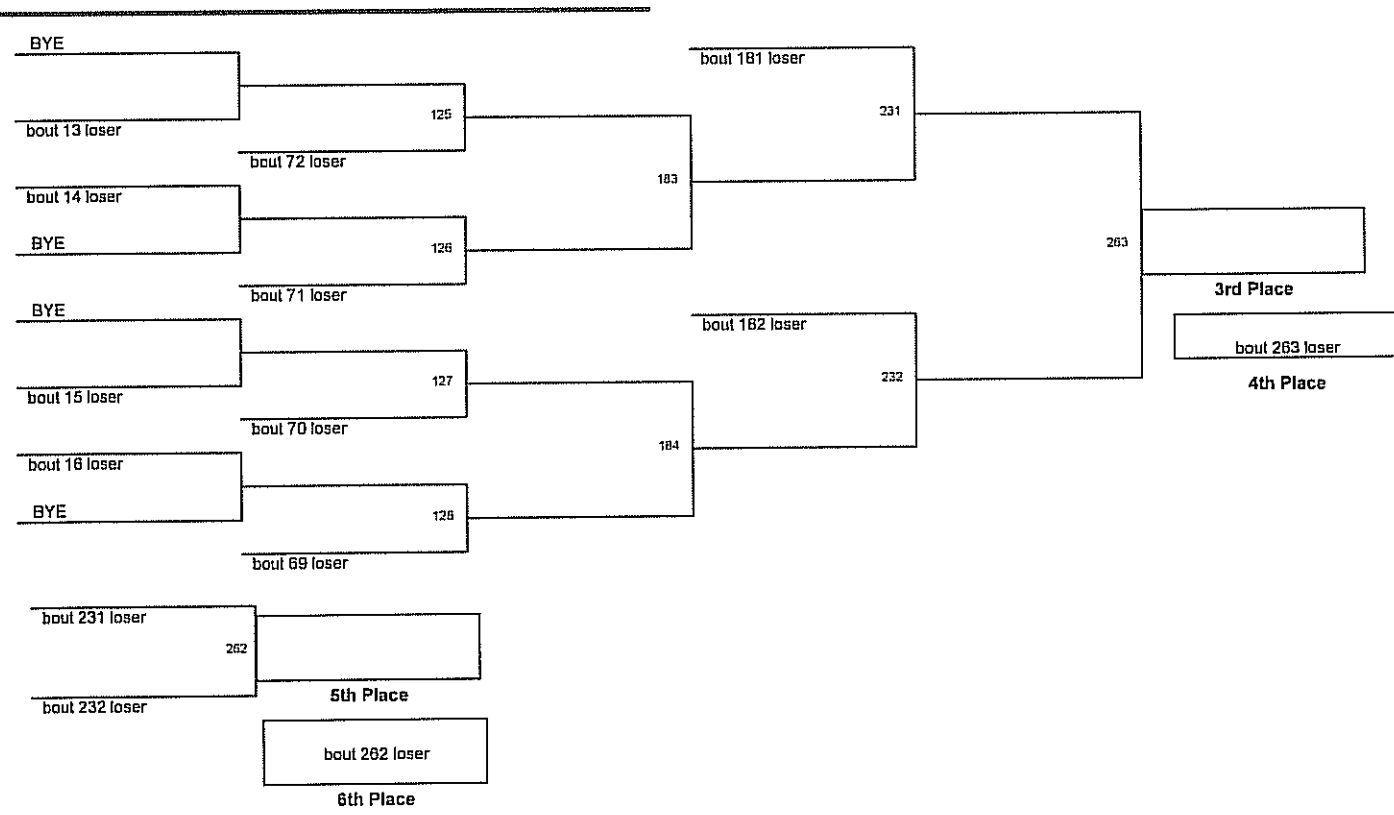 BYE
bout 13 loser
bout 14 loser
BYE
BYE
bout 15 loser
bout 16 loser
BYE
125
bout 72 loser
126
bout 71 loser
127
bout 70 loser
128
bout 69 loser
183
184
bout 181 loser
231
bout 182 loser
232
263
3rd Place
bout 263 loser
4th Place
bout 231 loser
262
bout 232 loser
5th Place
bout 262 loser
6th Place